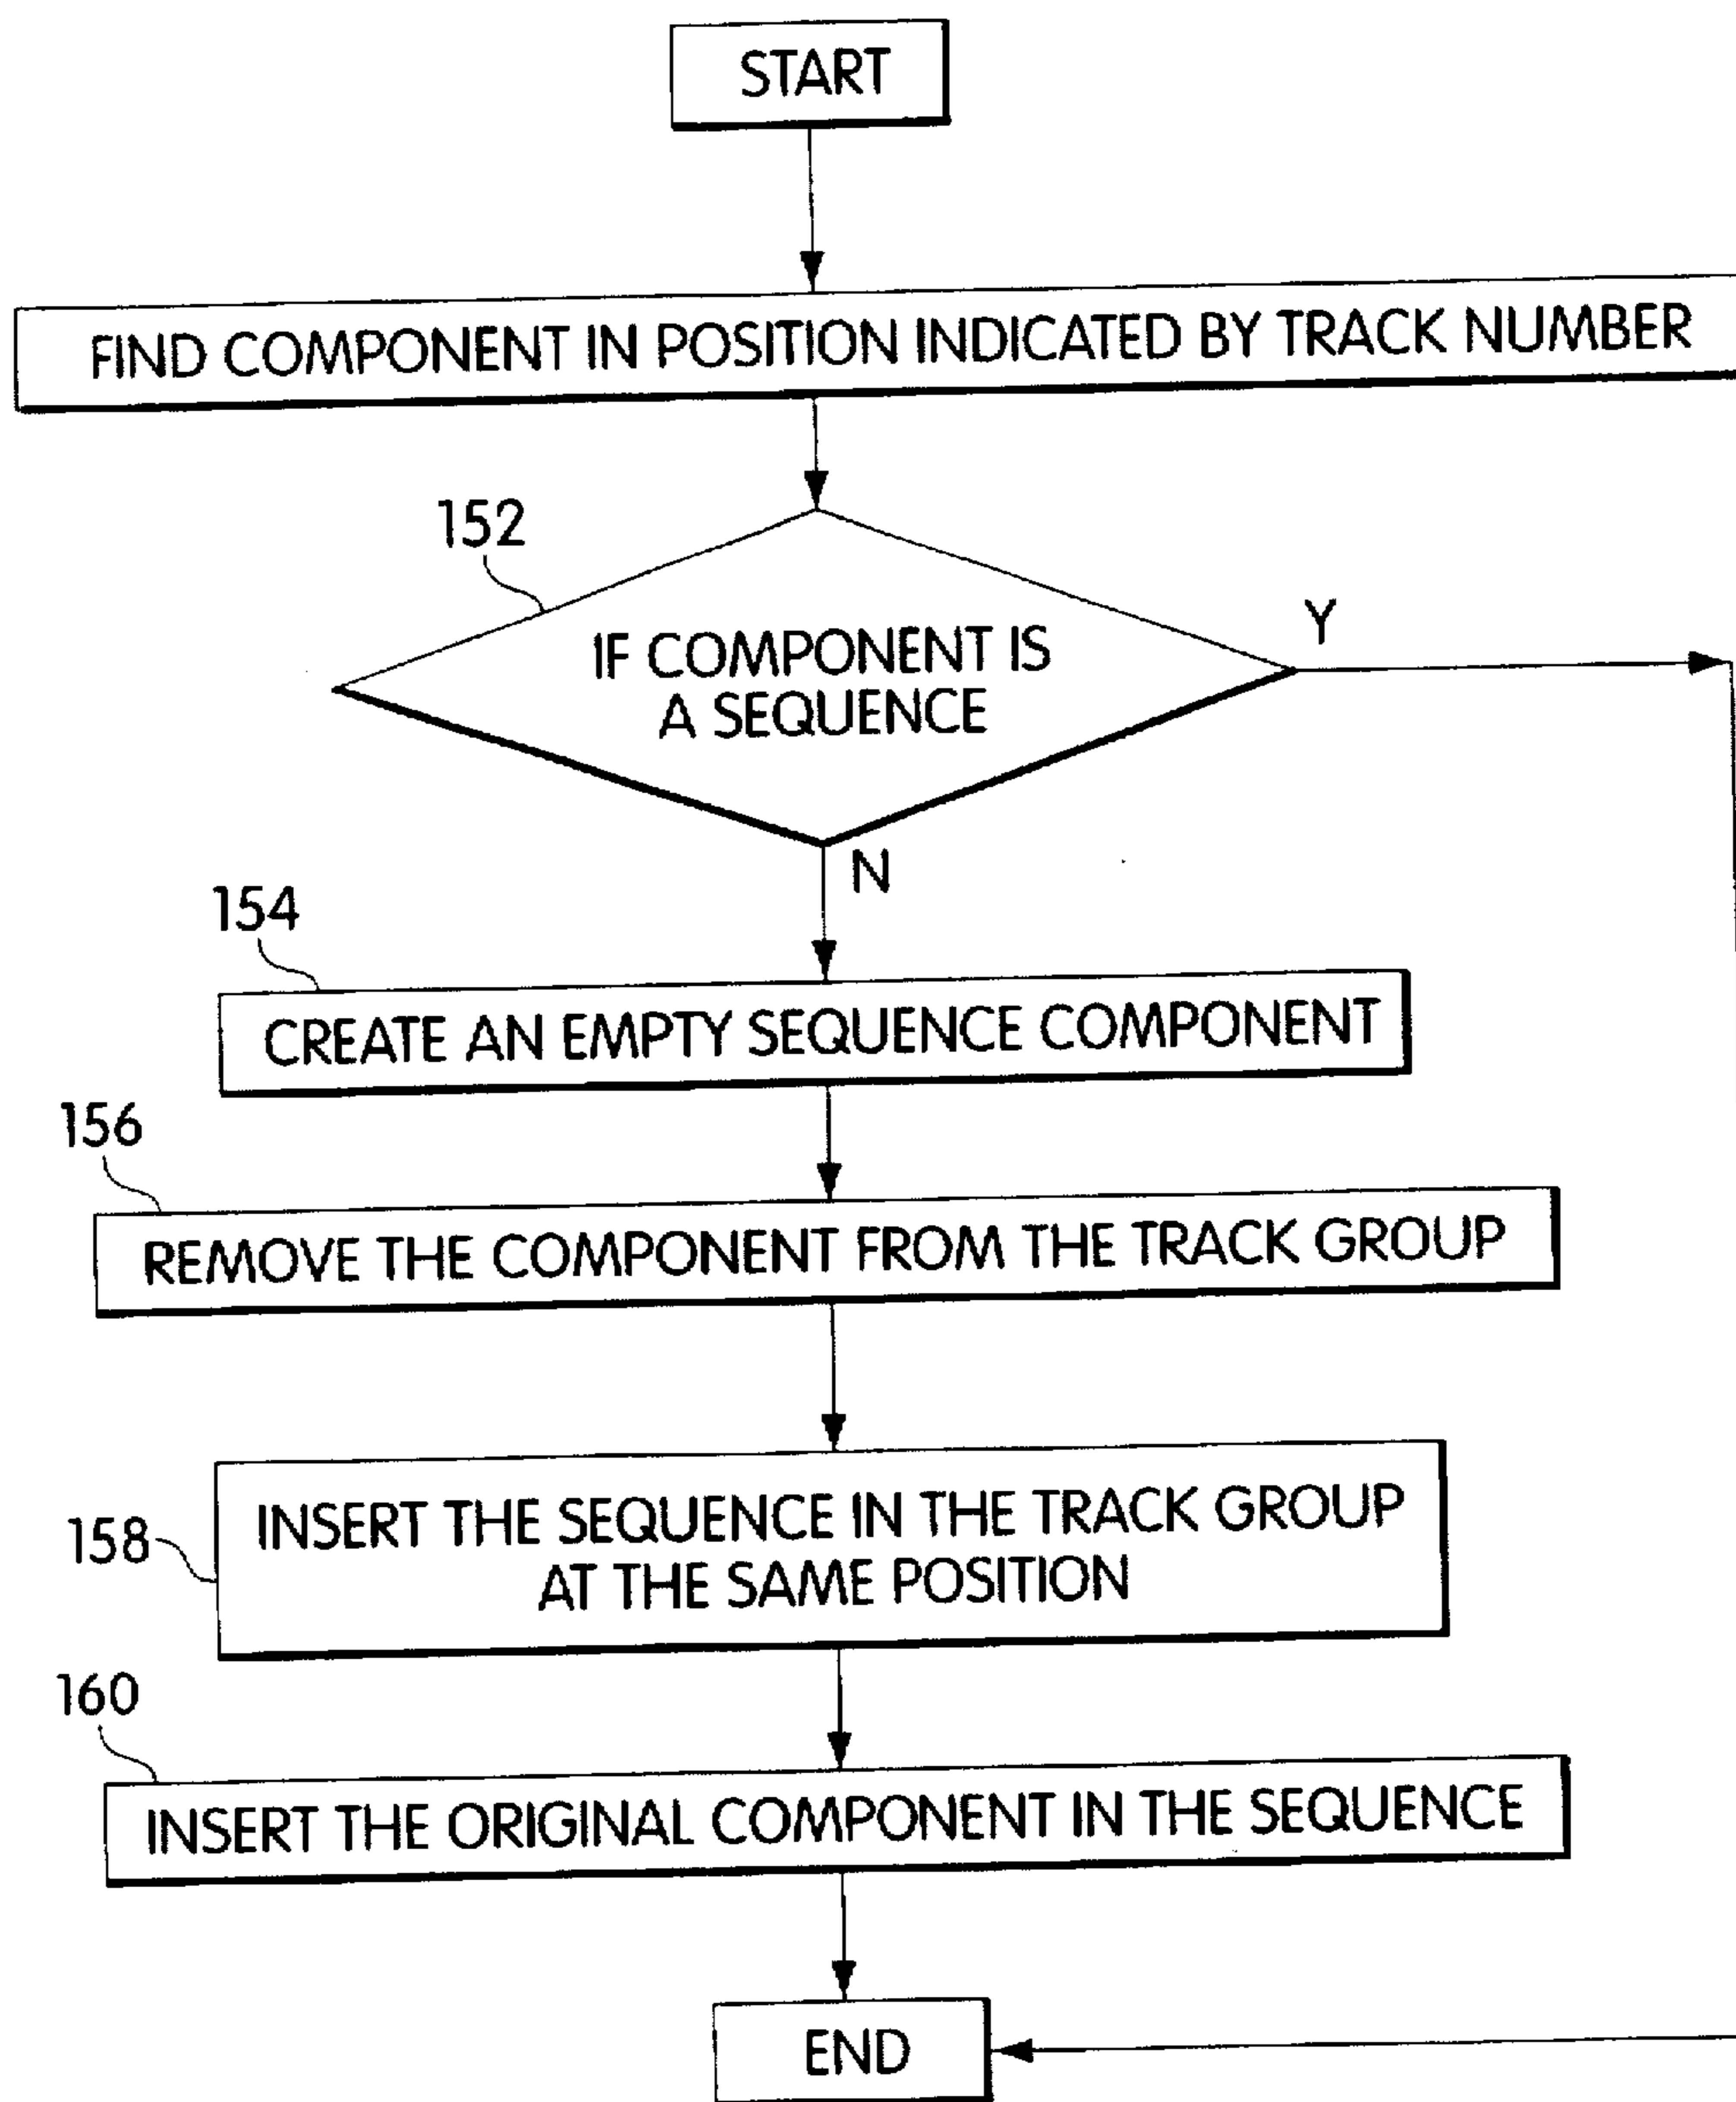 START
FIND COMPONENT IN POSITION INDICATED BY TRACK NUMBER
152
IF COMPONENT IS
A SEQUENCE
Y
N
154
CREATE AN EMPTY SEQUENCE COMPONENT
156
REMOVE THE COMPONENT FROM THE TRACK GROUP
158
INSERT THE SEQUENCE IN THE TRACK GROUP
AT THE SAME POSITION
160
INSERT THE ORIGINAL COMPONENT IN THE SEQUENCE
END